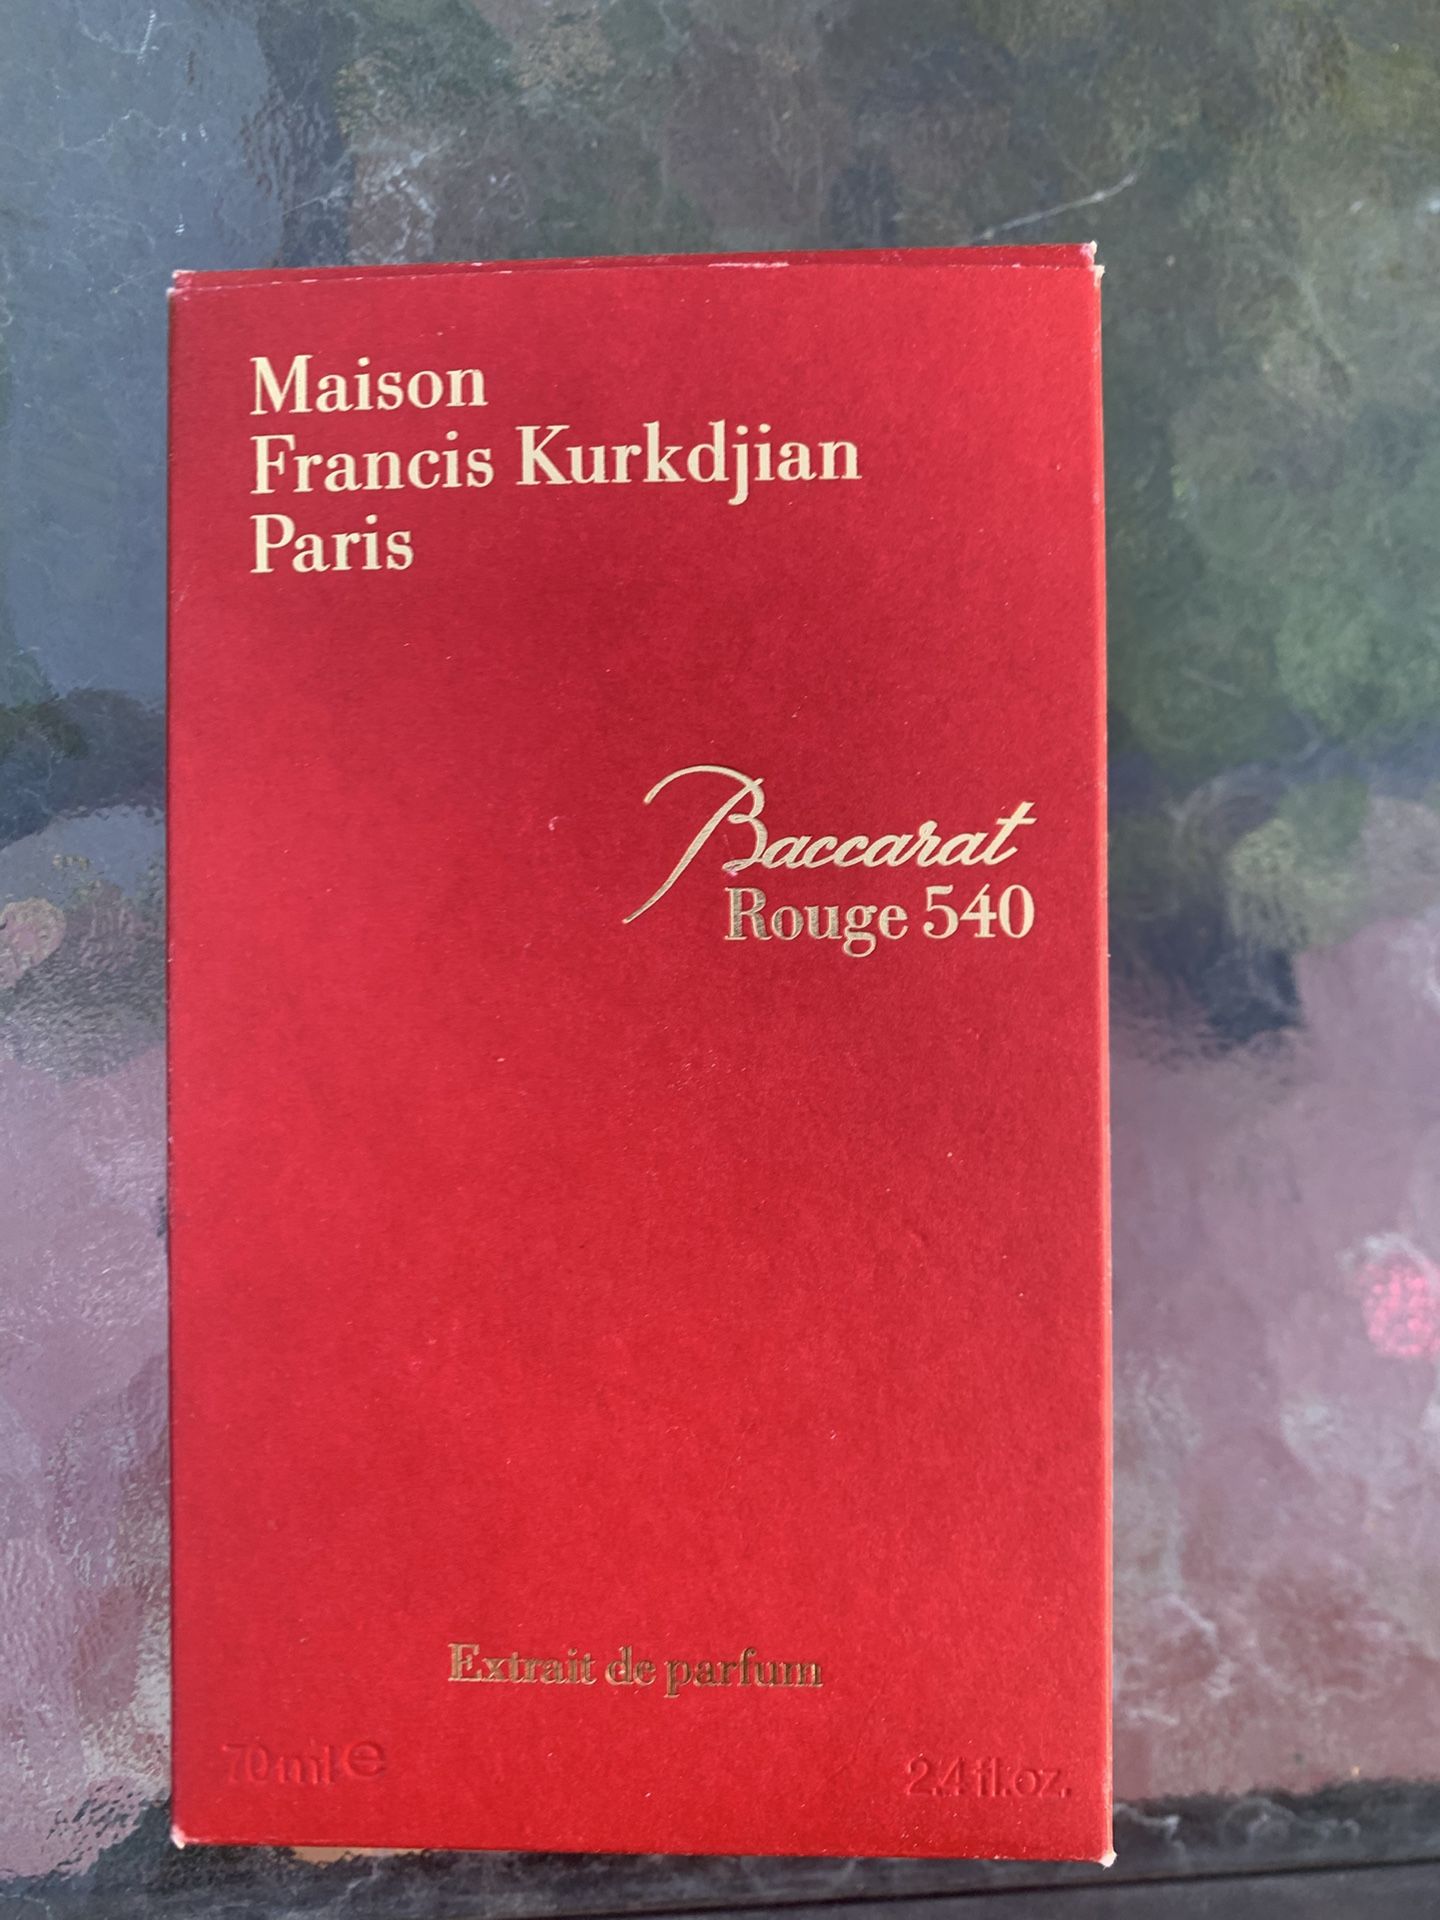 Maison
Francis Kurkdjian
Paris
Baccarat
Rouge 540
Extrait de parfum
70 ml e
2.4 fl.oz.